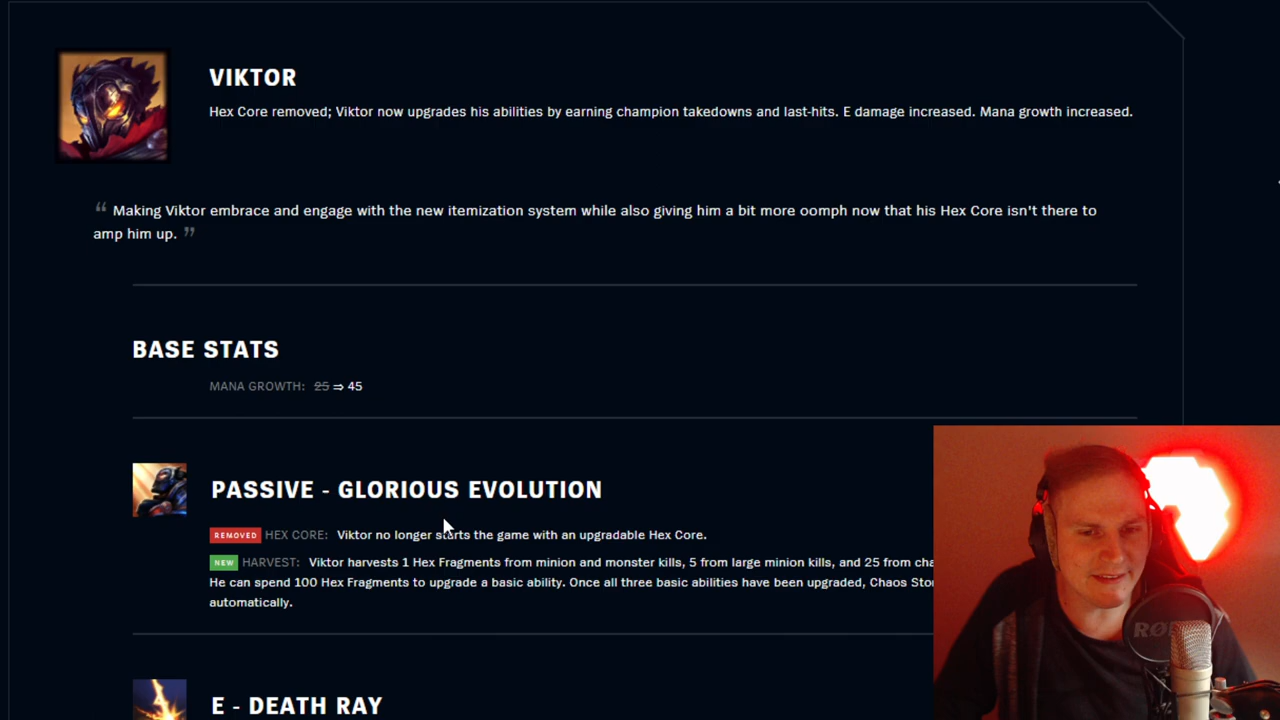 VIKTOR
Hex Core removed; Viktor now upgrades his abilities by earning champion takedowns and last-hits. E damage increased. Mana growth increased.
“ Making Viktor embrace and engage with the new itemization system while also giving him a bit more oomph now that his Hex Core isn't there to
amp him up. ”
BASE STATS
MANA GROWTH: 25 ⇒ 45
PASSIVE - GLORIOUS EVOLUTION
REMOVED HEX CORE: Viktor no longer starts the game with an upgradable Hex Core.
NEW HARVEST: Viktor harvests 1 Hex Fragments from minion and monster kills, 5 from large minion kills, and 25 from cha
He can spend 100 Hex Fragments to upgrade a basic ability. Once all three basic abilities have been upgraded, Chaos Stor
automatically.
E - DEATH RAY